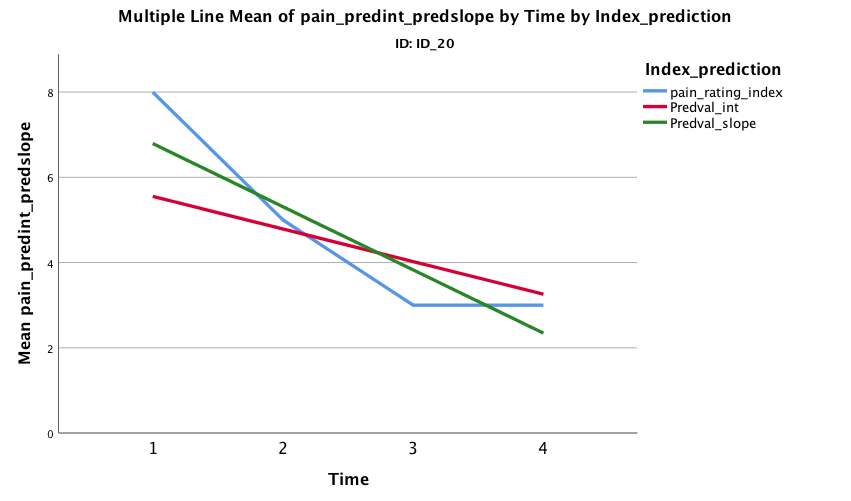 Multiple Line Mean of pain_predint_predslope by Time by Index_prediction
ID: ID_20
Index_prediction
pain_rating_index
Predval_int
Predval_slope
Mean pain_predint_predslope
8
6
4
2
0
1 2 3 4
Time